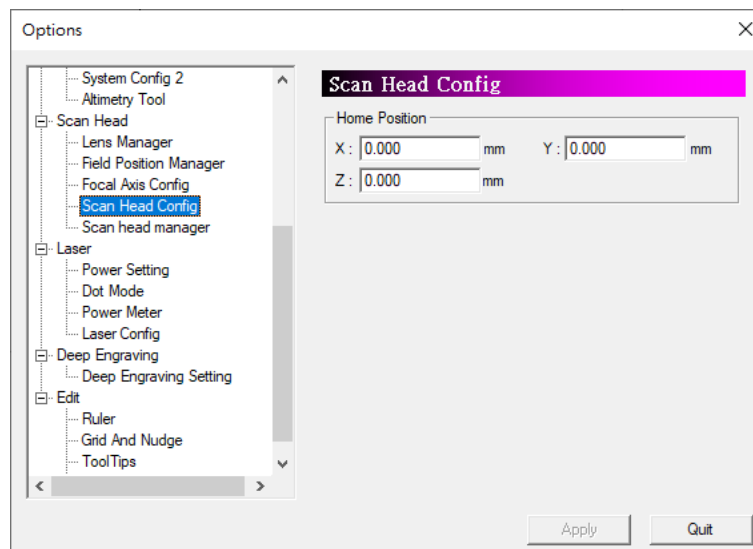 Options
System Config 2
Altimetry Tool
Scan Head
Lens Manager
Field Position Manager
Focal Axis Config
Scan Head Config
Scan head manager
Laser
Power Setting
Dot Mode
Power Meter
Laser Config
Deep Engraving
Deep Engraving Setting
Edit
Ruler
Grid And Nudge
ToolTips
Scan Head Config
Home Position
X : 0.000 mm Y : 0.000 mm
Z : 0.000 mm
Apply Quit